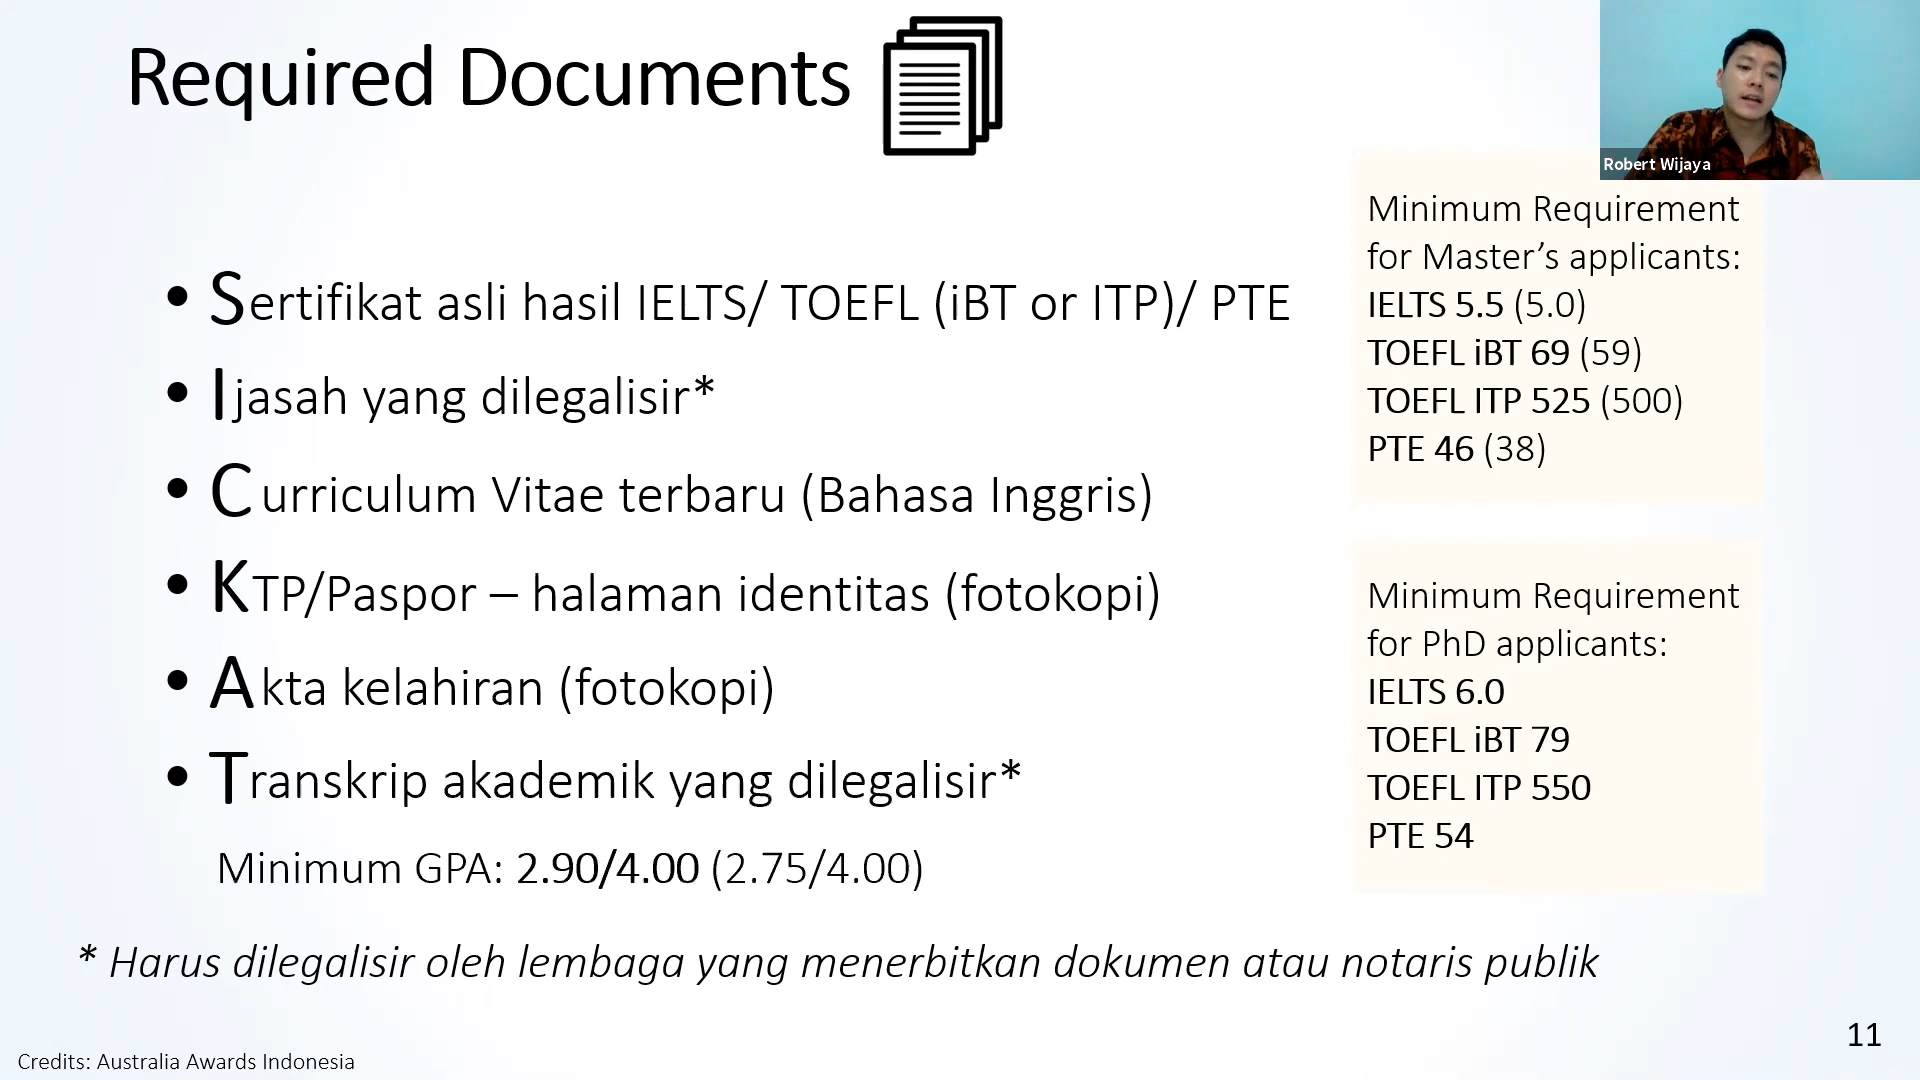 Required Documents
Robert Wijaya
• Sertifikat asli hasil IELTS/ TOEFL (iBT or ITP)/ PTE
• Ijasah yang dilegalisir*
• Curriculum Vitae terbaru (Bahasa Inggris)
• KTP/Paspor – halaman identitas (fotokopi)
• Akta kelahiran (fotokopi)
• Transkrip akademik yang dilegalisir*
Minimum GPA: 2.90/4.00 (2.75/4.00)
Minimum Requirement
for Master’s applicants:
IELTS 5.5 (5.0)
TOEFL iBT 69 (59)
TOEFL ITP 525 (500)
PTE 46 (38)
Minimum Requirement
for PhD applicants:
IELTS 6.0
TOEFL iBT 79
TOEFL ITP 550
PTE 54
* Harus dilegalisir oleh lembaga yang menerbitkan dokumen atau notaris publik
11
Credits: Australia Awards Indonesia